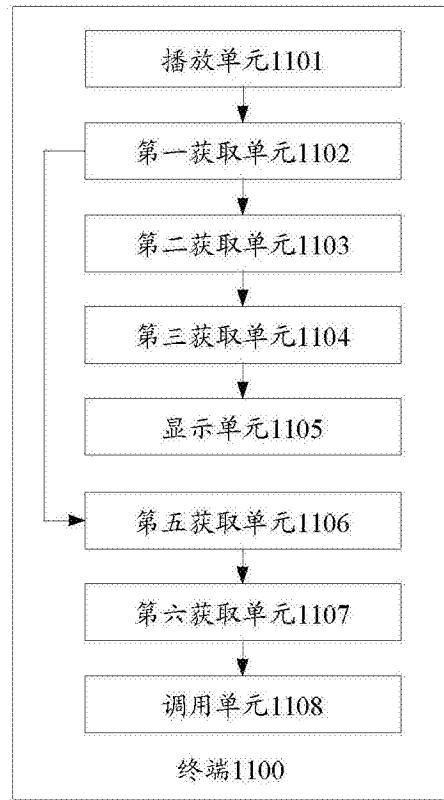 播放单元1101
第一获取单元1102
第二获取单元1103
第三获取单元1104
显示单元1105
第五获取单元1106
第六获取单元1107
调用单元1108
终端1100